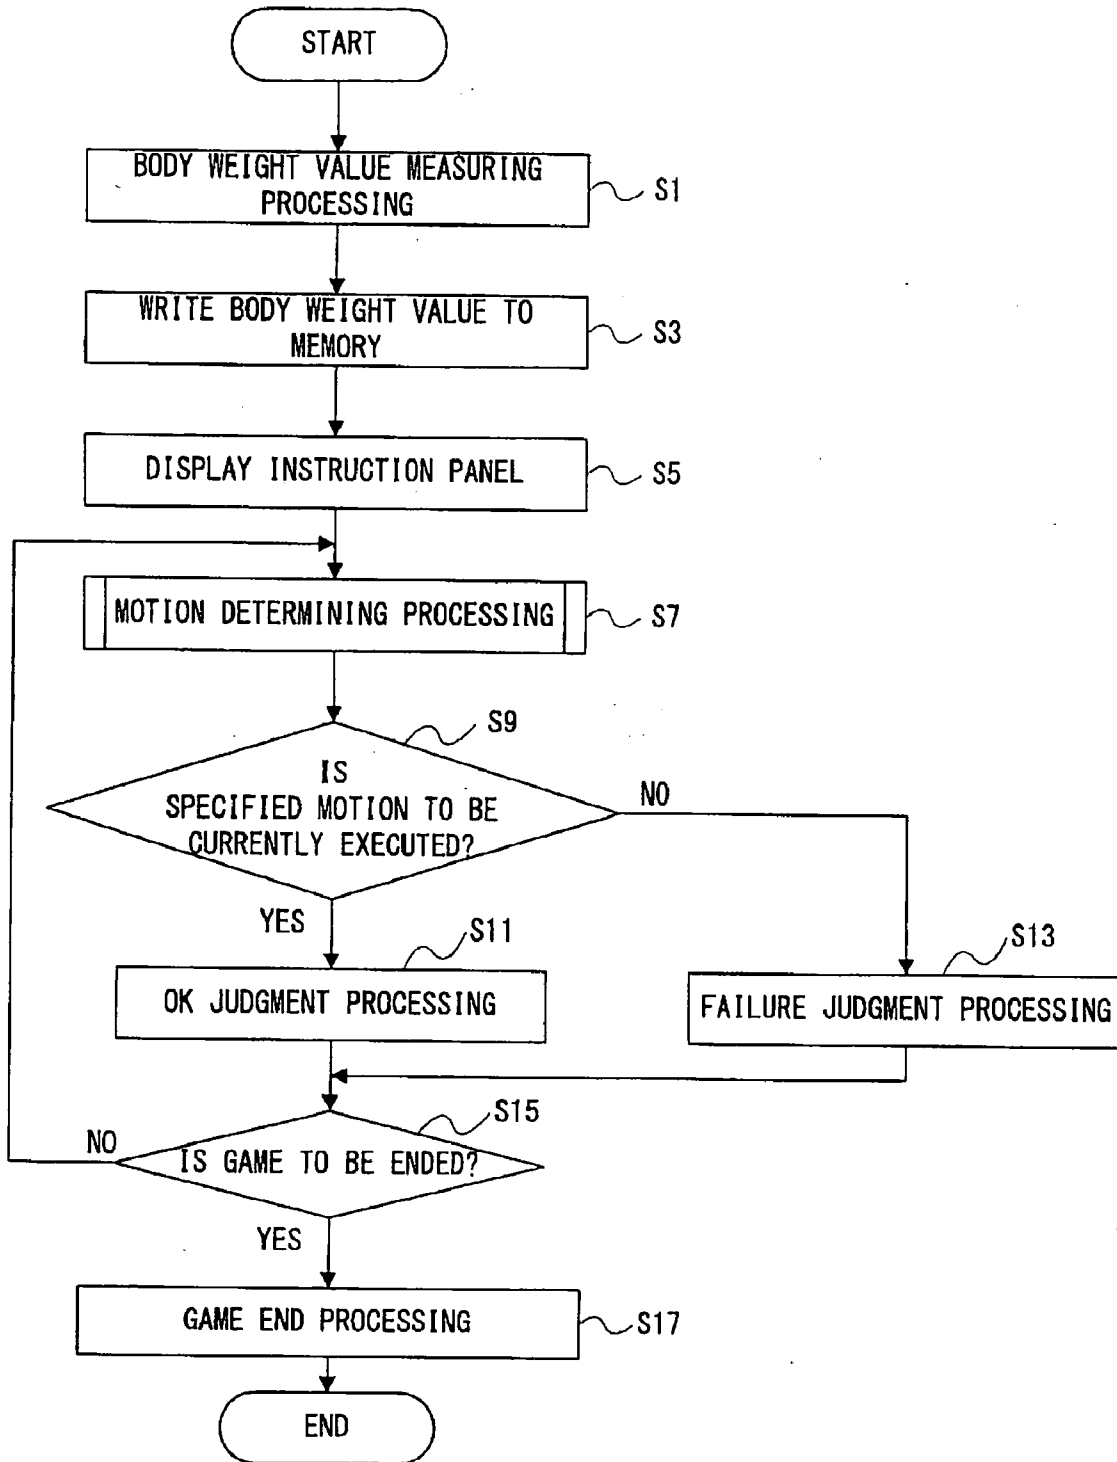 START
BODY WEIGHT VALUE MEASURING
PROCESSING
S1
WRITE BODY WEIGHT VALUE TO
MEMORY
S3
DISPLAY INSTRUCTION PANEL
S5
MOTION DETERMINING PROCESSING
S7
S9
IS
SPECIFIED MOTION TO BE
CURRENTLY EXECUTED?
NO
YES
S11
OK JUDGMENT PROCESSING
S13
FAILURE JUDGMENT PROCESSING
S15
NO
IS GAME TO BE ENDED?
YES
GAME END PROCESSING
S17
END